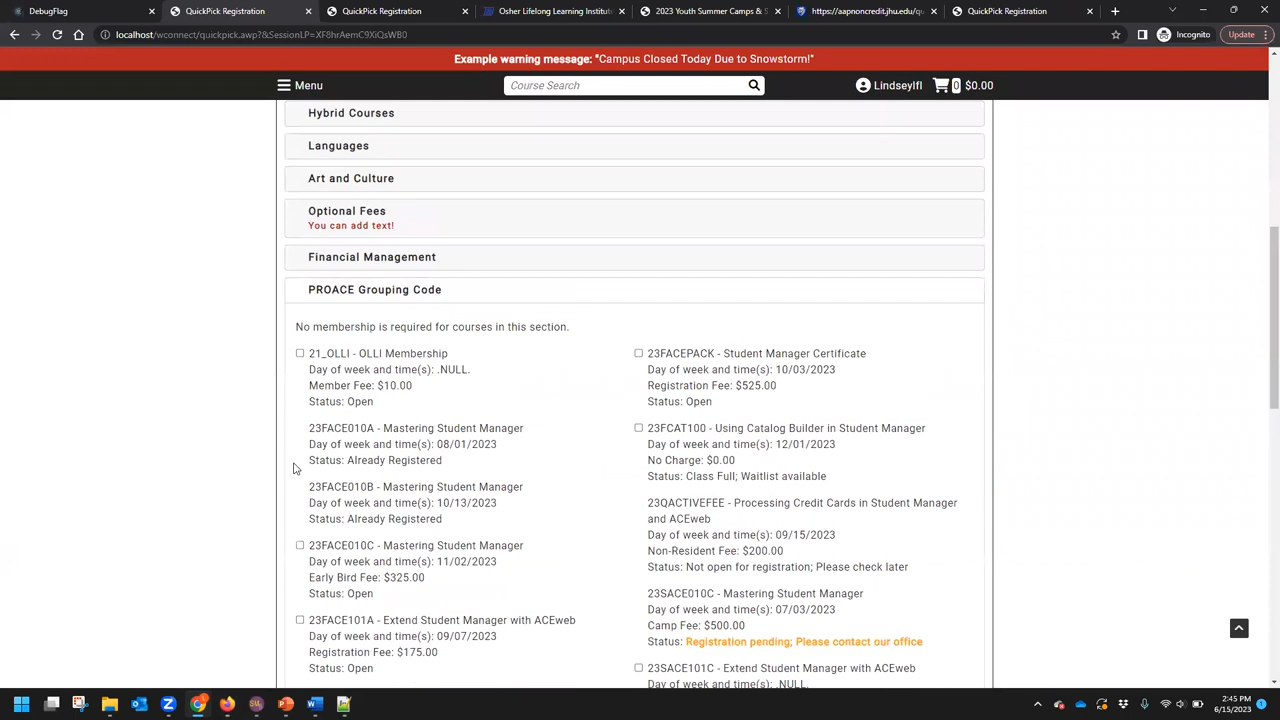 DebugFlag
QuickPick Registration
QuickPick Registration
Osher Lifelong Learning Institut
2023 Youth Summer Camps & S
https://aapnoncredit.jhu.edu/qu
QuickPick Registration
localhost/wconnect/quickpick.awp?&SessionLP=XF8hrAemC9XiQsWB0
Incognito
Update
Example warning message: "Campus Closed Today Due to Snowstorm!"
Menu
Course Search
LindseyIfl
0
$0.00
Hybrid Courses
Languages
Art and Culture
Optional Fees
You can add text!
Financial Management
PROACE Grouping Code
No membership is required for courses in this section.
21_OLLI - OLLI Membership
Day of week and time(s): .NULL.
Member Fee: $10.00
Status: Open
23FACE010A - Mastering Student Manager
Day of week and time(s): 08/01/2023
Status: Already Registered
23FACE010B - Mastering Student Manager
Day of week and time(s): 10/13/2023
Status: Already Registered
23FACE010C - Mastering Student Manager
Day of week and time(s): 11/02/2023
Early Bird Fee: $325.00
Status: Open
23FACE101A - Extend Student Manager with ACEweb
Day of week and time(s): 09/07/2023
Registration Fee: $175.00
Status: Open
23FACEPACK - Student Manager Certificate
Day of week and time(s): 10/03/2023
Registration Fee: $525.00
Status: Open
23FCAT100 - Using Catalog Builder in Student Manager
Day of week and time(s): 12/01/2023
No Charge: $0.00
Status: Class Full; Waitlist available
23QACTIVEFEE - Processing Credit Cards in Student Manager
and ACEweb
Day of week and time(s): 09/15/2023
Non-Resident Fee: $200.00
Status: Not open for registration; Please check later
23SACE010C - Mastering Student Manager
Day of week and time(s): 07/03/2023
Camp Fee: $500.00
Status: Registration pending; Please contact our office
23SACE101C - Extend Student Manager with ACEweb
Day of week and time(s): .NULL.
2:45 PM
6/15/2023